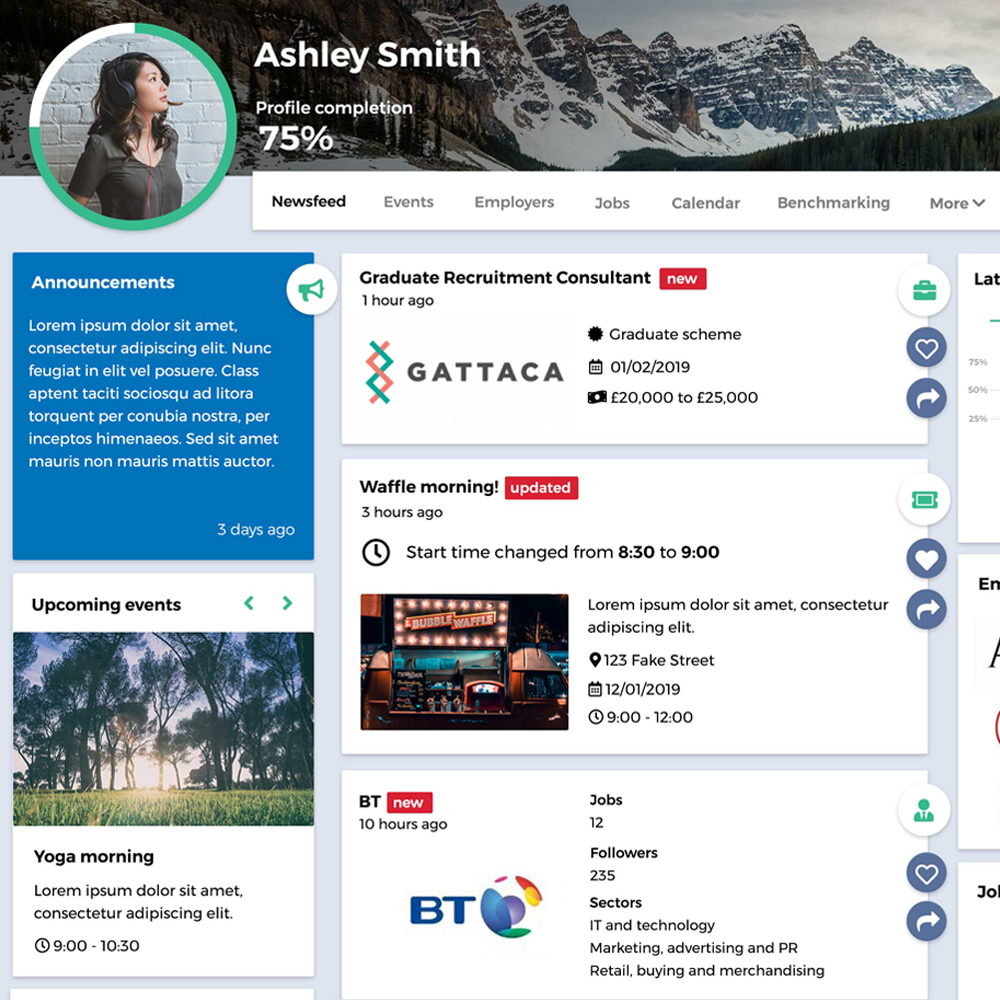 Ashley Smith
Profile completion
75%
Newsfeed Events Employers Jobs Calendar Benchmarking More
Announcements
Lorem ipsum dolor sit amet,
consectetur adipiscing elit. Nunc
feugiat in elit vel posuere. Class
aptent taciti sociosqu ad litora
torquent per conubia nostra, per
inceptos himenaeos. Sed sit amet
mauris non mauris mattis auctor.
3 days ago
Upcoming events
Yoga morning
Lorem ipsum dolor sit amet,
consectetur adipiscing elit.
9:00 - 10:30
Graduate Recruitment Consultant new
1 hour ago
GATTACA
Graduate scheme
01/02/2019
£20,000 to £25,000
Waffle morning! updated
3 hours ago
Start time changed from 8:30 to 9:00
BUBBLE WAFFLE
Lorem ipsum dolor sit amet, consectetur
adipiscing elit.
123 Fake Street
12/01/2019
9:00 - 12:00
BT new
10 hours ago
BT
Jobs
12
Followers
235
Sectors
IT and technology
Marketing, advertising and PR
Retail, buying and merchandising
Lat
75%
50%
25%
Em
A
Jol